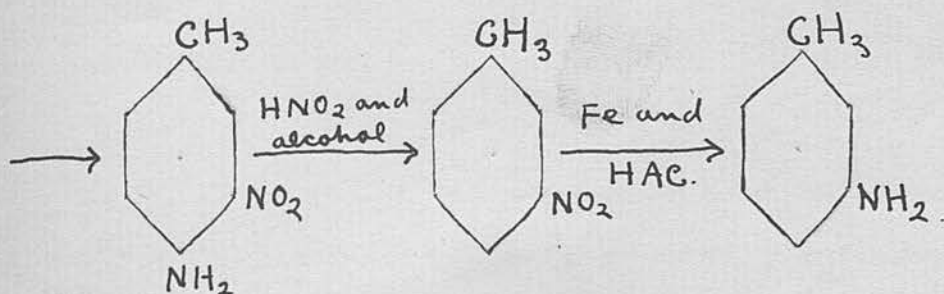 CH3 CH3 CH3
HNO2 and
alcohol
Fe and
HAC.
NO2 NO2 NH2.
NH2